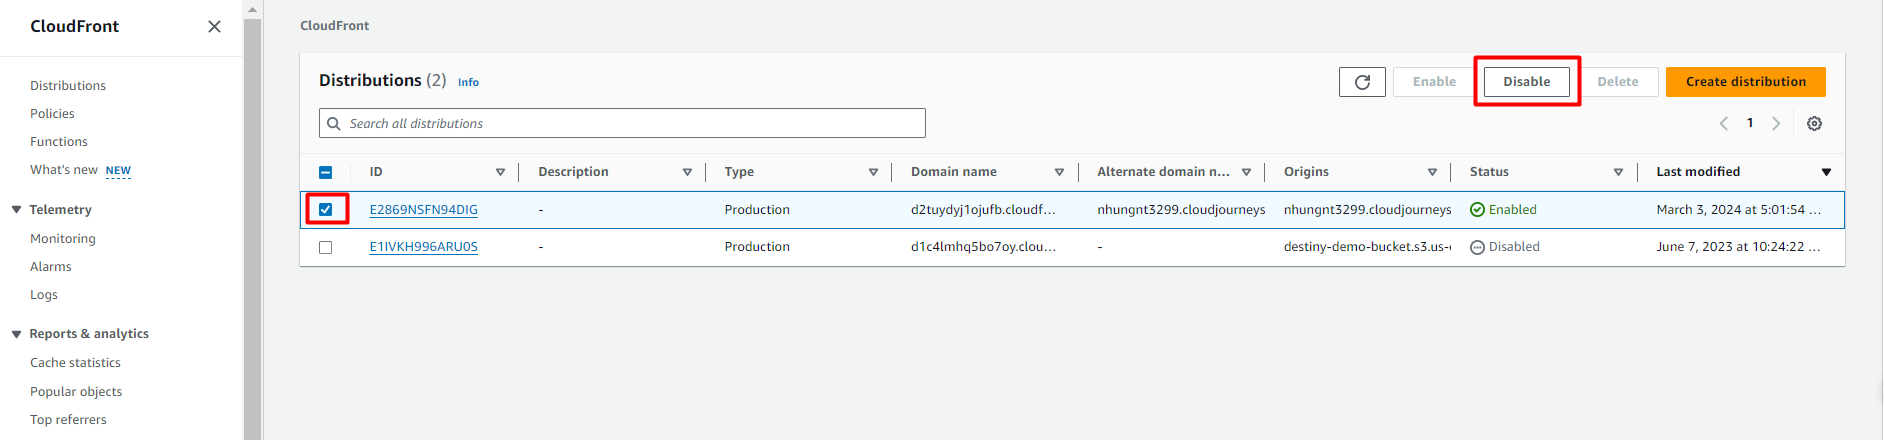 CloudFront
Distributions
Policies
Functions
What's new NEW
Telemetry
Monitoring
Alarms
Logs
Reports & analytics
Cache statistics
Popular objects
Top referrers
CloudFront
Distributions (2) Info
Enable Disable Delete Create distribution
Search all distributions
1
ID Description Type Domain name Alternate domain n... Origins Status Last modified
E2869NSFN94DIG - Production d2tuydyj1ojufb.cloudf... nhungnt3299.cloudjourneys nhungnt3299.cloudjourneys Enabled March 3, 2024 at 5:01:54 ...
E1IVKH996ARU0S - Production d1c4lmhq5bo7oy.clou... - destiny-demo-bucket.s3.us- Disabled June 7, 2023 at 10:24:22 ...